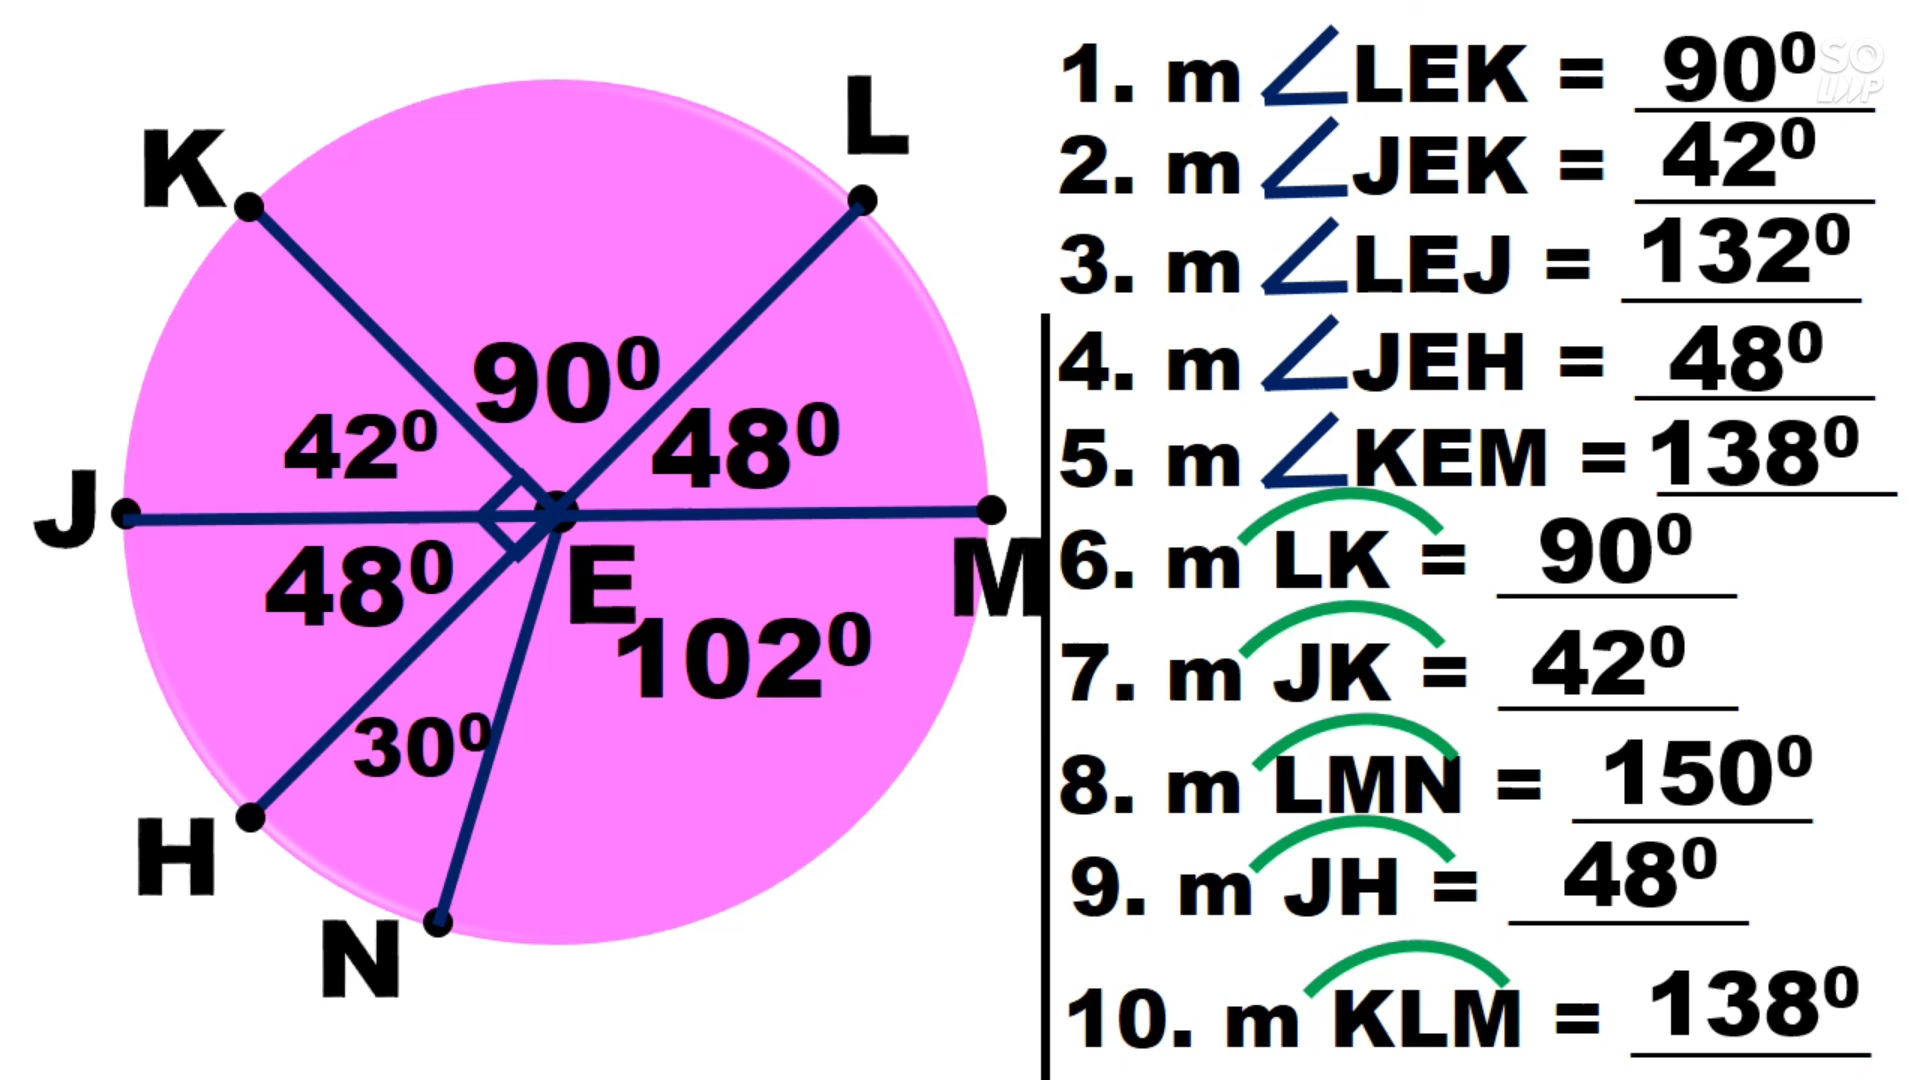 K
L
90⁰
42⁰
48⁰
J
48⁰
E
M
102⁰
30⁰
H
N
1. m ∠LEK = 90⁰
2. m ∠JEK = 42⁰
3. m ∠LEJ = 132⁰
4. m ∠JEH = 48⁰
5. m ∠KEM = 138⁰
6. m LK = 90⁰
7. m JK = 42⁰
8. m LMN = 150⁰
9. m JH = 48⁰
10. m KLM = 138⁰